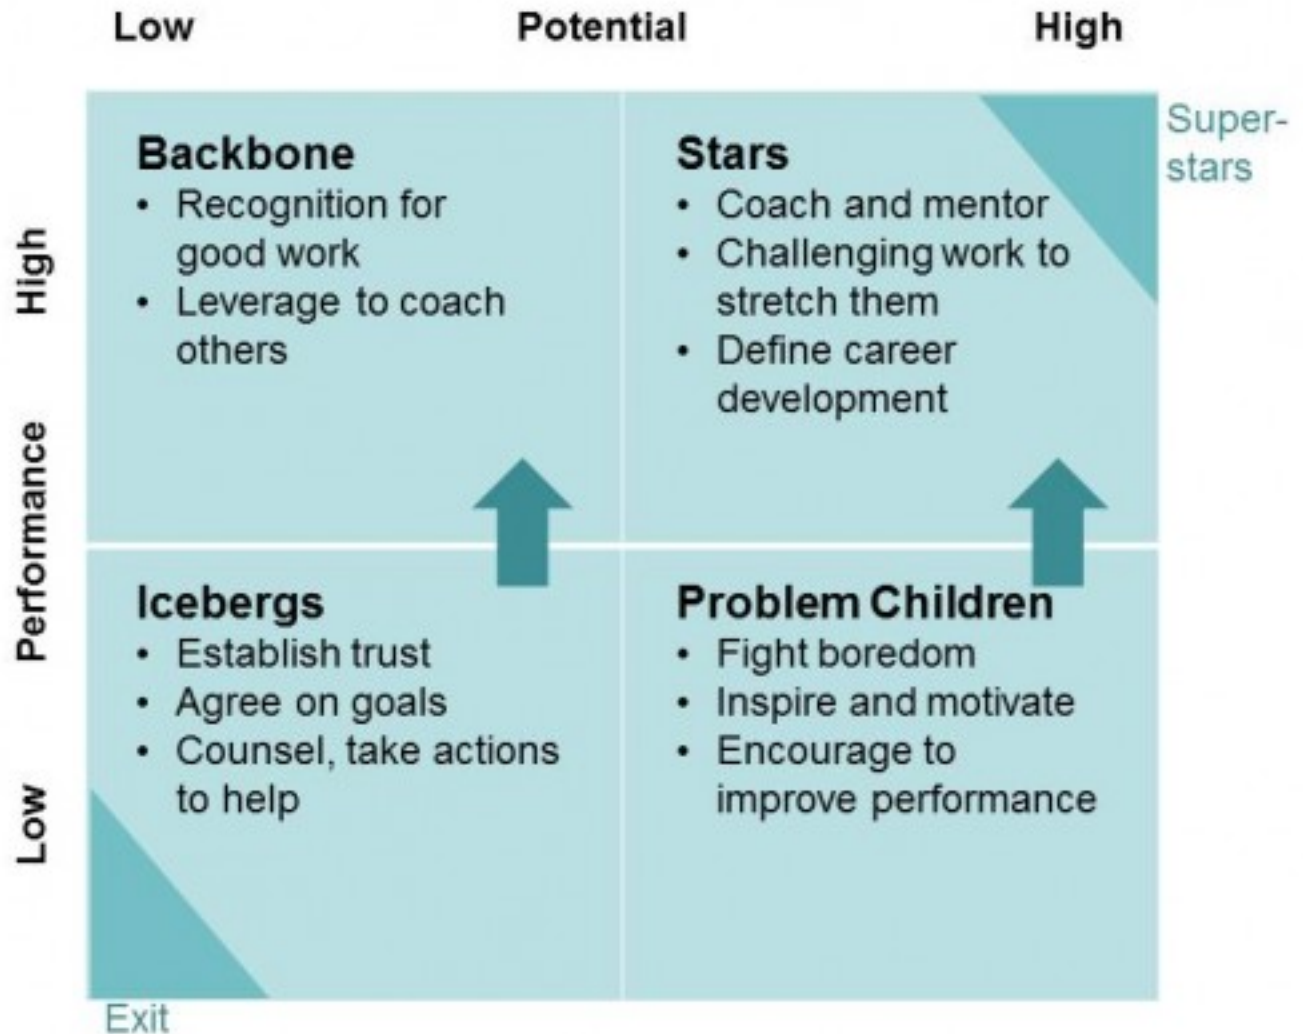 Low Potential High
Super-
stars
High
Performance
Low
Backbone
• Recognition for
good work
• Leverage to coach
others
Stars
• Coach and mentor
• Challenging work to
stretch them
• Define career
development
Icebergs
• Establish trust
• Agree on goals
• Counsel, take actions
to help
Problem Children
• Fight boredom
• Inspire and motivate
• Encourage to
improve performance
Exit